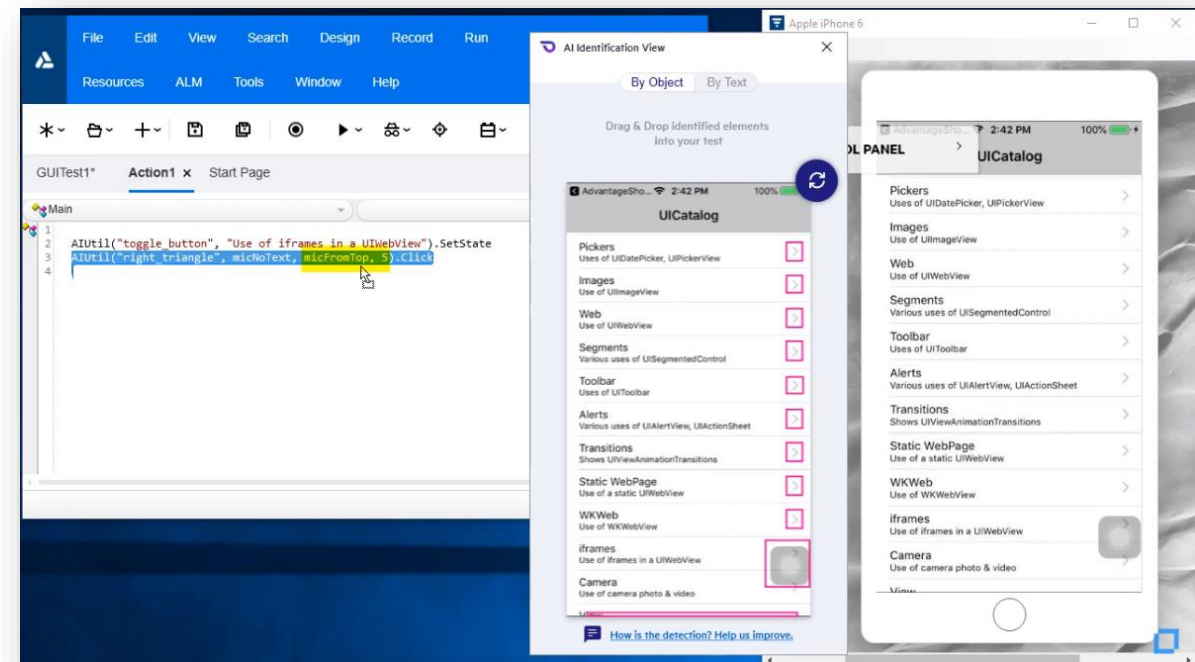 File Edit View Search Design Record Run
Resources ALM Tools Window Help
GUITest1* Action1 × Start Page
Main
1
2 AIUtil("toggle_button", "Use of iframes in a UIWebView").SetState
3 AIUtil("right_triangle", micNoText, micFromTop, 5).Click
4
AI Identification View
By Object By Text
Drag & Drop identified elements
into your test
AdvantageSho... 2:42 PM 100%
UICatalog
Pickers
Uses of UIDatePicker, UIPickerView
Images
Use of UIImageView
Web
Use of UIWebView
Segments
Various uses of UISegmentedControl
Toolbar
Uses of UIToolbar
Alerts
Various uses of UIAlertView, UIActionSheet
Transitions
Shows UIViewAnimationTransitions
Static WebPage
Use of a static UIWebView
WKWeb
Use of WKWebView
iframes
Use of iframes in a UIWebView
Camera
Use of camera photo & video
How is the detection? Help us improve.
Apple iPhone 6
AdvantageSho... 2:42 PM 100%
OL PANEL
UICatalog
Pickers
Uses of UIDatePicker, UIPickerView
Images
Use of UIImageView
Web
Use of UIWebView
Segments
Various uses of UISegmentedControl
Toolbar
Uses of UIToolbar
Alerts
Various uses of UIAlertView, UIActionSheet
Transitions
Shows UIViewAnimationTransitions
Static WebPage
Use of a static UIWebView
WKWeb
Use of WKWebView
iframes
Use of iframes in a UIWebView
Camera
Use of camera photo & video
View